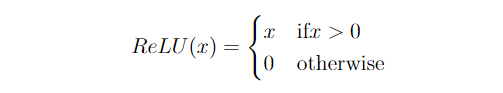 ReLU(x) = { x ifx > 0
0 otherwise